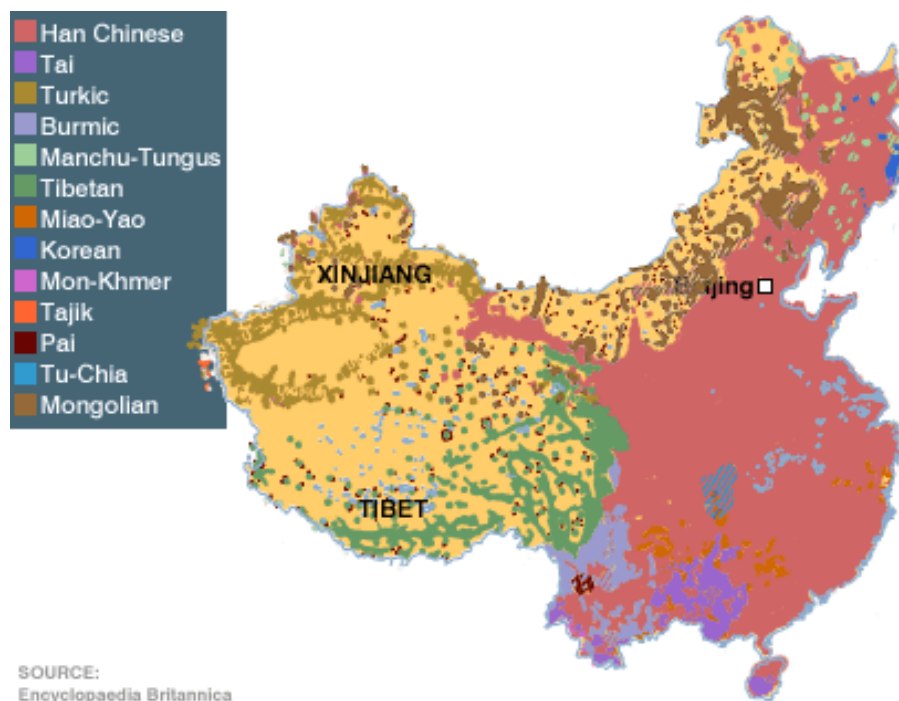 Han Chinese
Tai
Turkic
Burmic
Manchu-Tungus
Tibetan
Miao-Yao
Korean
Mon-Khmer
Tajik
Pai
Tu-Chia
Mongolian
XINJIANG
Beijing
TIBET
SOURCE:
Encyclopaedia Britannica